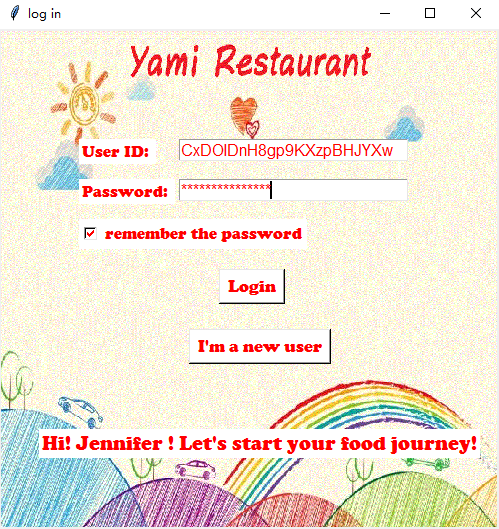 log in
Yami Restaurant
User ID: CxDOlDnH8gp9KXzpBHJYXw
Password: ***************
remember the password
Login
I'm a new user
Hi! Jennifer ! Let's start your food journey!